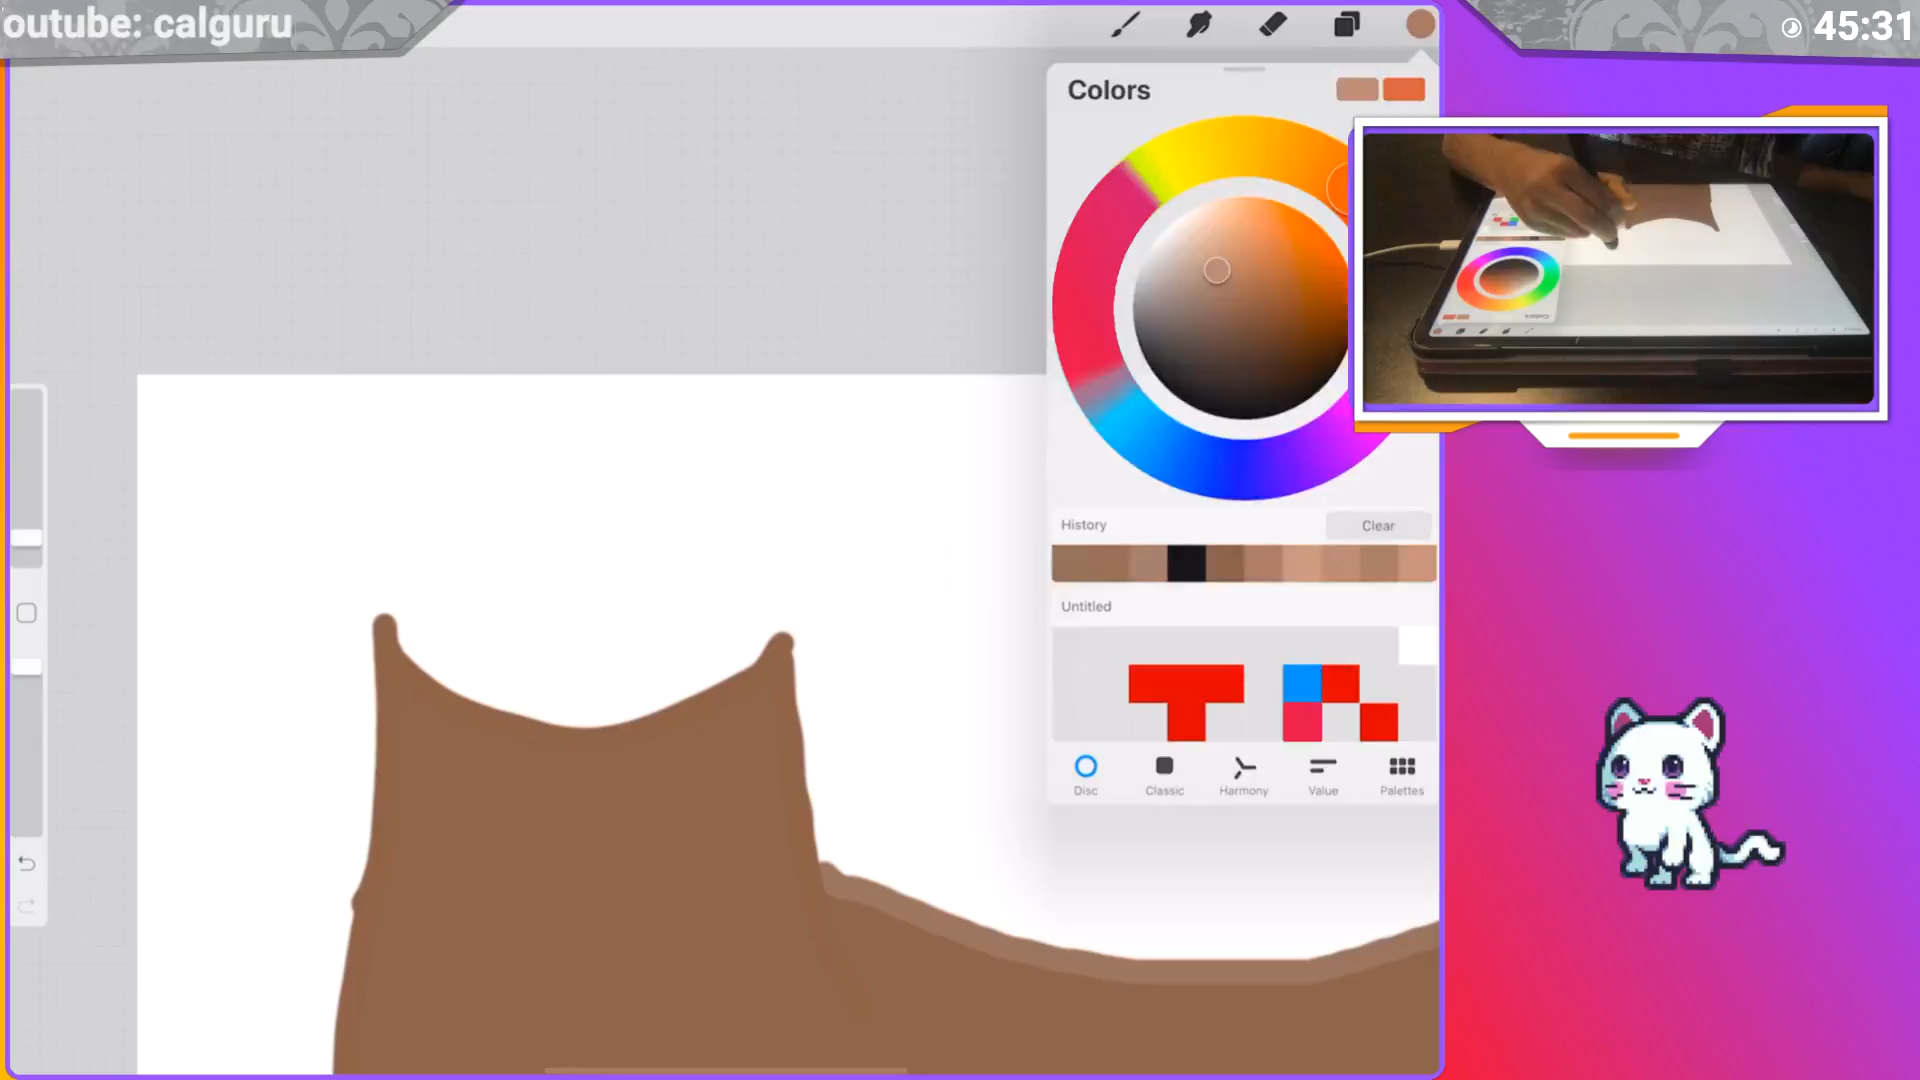 outube: calguru
45:31
Colors
History
Clear
Untitled
Disc
Classic
Harmony
Value
Palettes